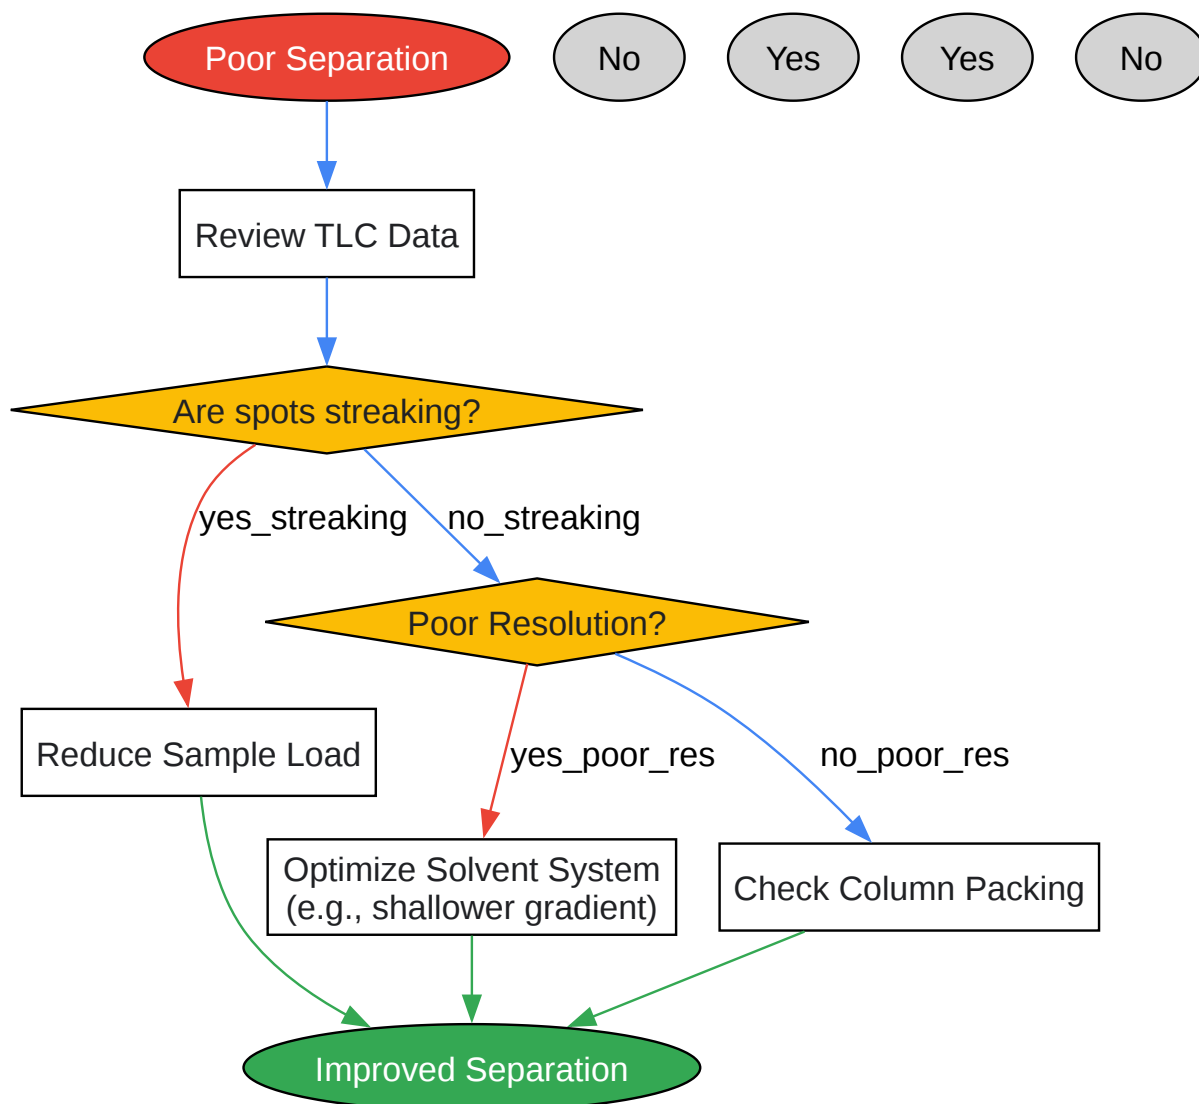 Poor Separation
No
Yes
Yes
No
Review TLC Data
Are spots streaking?
yes_streaking
no_streaking
Poor Resolution?
Reduce Sample Load
yes_poor_res
no_poor_res
Optimize Solvent System
(e.g., shallower gradient)
Check Column Packing
Improved Separation